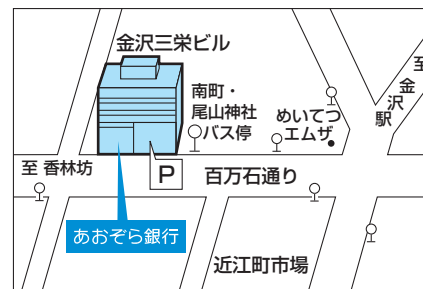 金沢三栄ビル
南町・
尾山神社
バス停
めいてつ
エムザ
至金沢駅
至 香林坊
P
百万石通り
あおぞら銀行
近江町市場